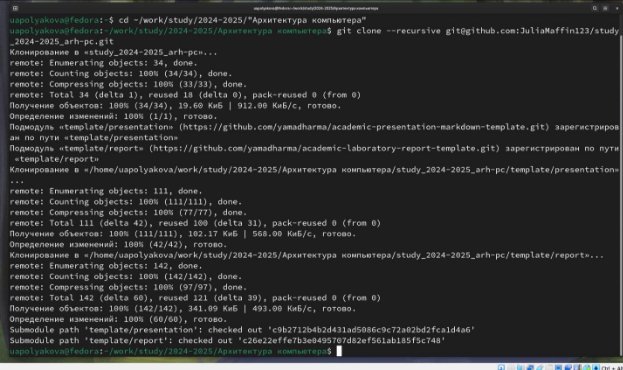 uapolyakova@fedora:~/work/study/2024-2025/Архитектура компьютера
uapolyakova@fedora:~$ cd ~/work/study/2024-2025/"Архитектура компьютера"
uapolyakova@fedora:~/work/study/2024-2025/Архитектура компьютера$ git clone --recursive git@github.com:JuliaMaffin123/study
_2024-2025_arh-pc.git
Клонирование в «study_2024-2025_arh-pc»...
remote: Enumerating objects: 34, done.
remote: Counting objects: 100% (34/34), done.
remote: Compressing objects: 100% (33/33), done.
remote: Total 34 (delta 1), reused 18 (delta 0), pack-reused 0 (from 0)
Получение объектов: 100% (34/34), 19.60 КиБ | 912.00 КиБ/с, готово.
Определение изменений: 100% (1/1), готово.
Подмодуль «template/presentation» (https://github.com/yamadharma/academic-presentation-markdown-template.git) зарегистриров
ан по пути «template/presentation»
Подмодуль «template/report» (https://github.com/yamadharma/academic-laboratory-report-template.git) зарегистрирован по пути
«template/report»
Клонирование в «/home/uapolyakova/work/study/2024-2025/Архитектура компьютера/study_2024-2025_arh-pc/template/presentation»
...
remote: Enumerating objects: 111, done.
remote: Counting objects: 100% (111/111), done.
remote: Compressing objects: 100% (77/77), done.
remote: Total 111 (delta 42), reused 100 (delta 31), pack-reused 0 (from 0)
Получение объектов: 100% (111/111), 102.17 КиБ | 568.00 КиБ/с, готово.
Определение изменений: 100% (42/42), готово.
Клонирование в «/home/uapolyakova/work/study/2024-2025/Архитектура компьютера/study_2024-2025_arh-pc/template/report»...
remote: Enumerating objects: 142, done.
remote: Counting objects: 100% (142/142), done.
remote: Compressing objects: 100% (97/97), done.
remote: Total 142 (delta 60), reused 121 (delta 39), pack-reused 0 (from 0)
Получение объектов: 100% (142/142), 341.09 КиБ | 493.00 КиБ/с, готово.
Определение изменений: 100% (60/60), готово.
Submodule path 'template/presentation': checked out 'c9b2712b4b2d431ad5086c9c72a02bd2fca1d4a6'
Submodule path 'template/report': checked out 'c26e22effe7b3e0495707d82ef561ab185f5c748'
uapolyakova@fedora:~/work/study/2024-2025/Архитектура компьютера$